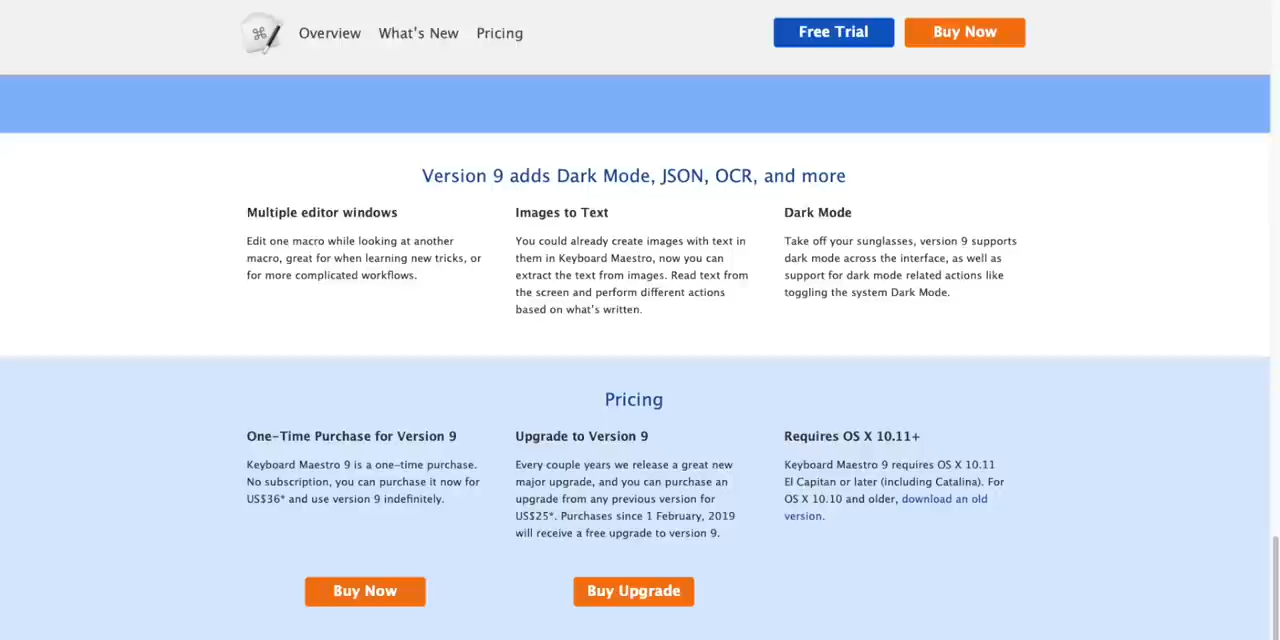 Overview What's New Pricing
Free Trial Buy Now
Version 9 adds Dark Mode, JSON, OCR, and more
Multiple editor windows
Edit one macro while looking at another
macro, great for when learning new tricks, or
for more complicated workflows.
Images to Text
You could already create images with text in
them in Keyboard Maestro, now you can
extract the text from images. Read text from
the screen and perform different actions
based on what's written.
Dark Mode
Take off your sunglasses, version 9 supports
dark mode across the interface, as well as
support for dark mode related actions like
toggling the system Dark Mode.
Pricing
One-Time Purchase for Version 9
Keyboard Maestro 9 is a one-time purchase.
No subscription, you can purchase it now for
US$36* and use version 9 indefinitely.
Buy Now
Upgrade to Version 9
Every couple years we release a great new
major upgrade, and you can purchase an
upgrade from any previous version for
US$25*. Purchases since 1 February, 2019
will receive a free upgrade to version 9.
Buy Upgrade
Requires OS X 10.11+
Keyboard Maestro 9 requires OS X 10.11
El Capitan or later (including Catalina). For
OS X 10.10 and older, download an old
version.